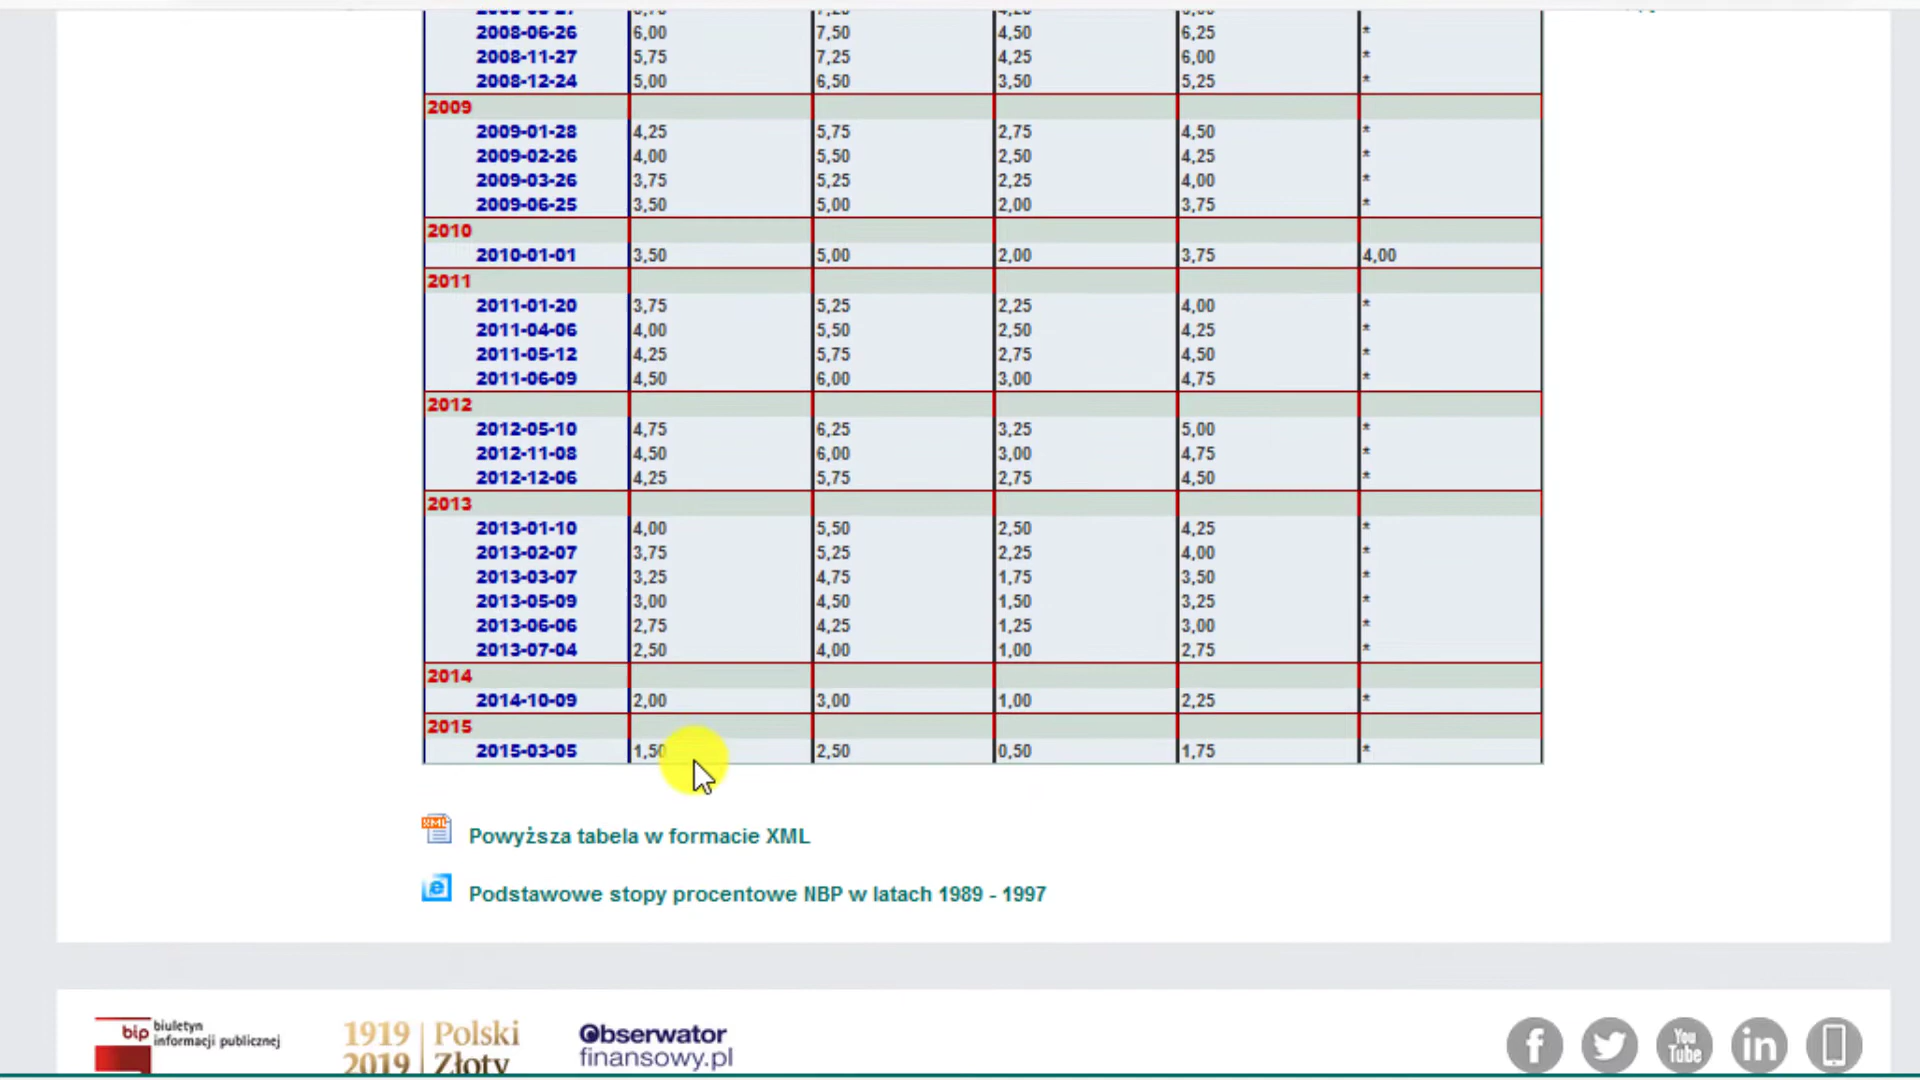 2008-06-26 6,00 7,50 4,50 6,25 *
2008-11-27 5,75 7,25 4,25 6,00 *
2008-12-24 5,00 6,50 3,50 5,25 *
2009
2009-01-28 4,25 5,75 2,75 4,50 *
2009-02-26 4,00 5,50 2,50 4,25 *
2009-03-26 3,75 5,25 2,25 4,00 *
2009-06-25 3,50 5,00 2,00 3,75 *
2010
2010-01-01 3,50 5,00 2,00 3,75 4,00
2011
2011-01-20 3,75 5,25 2,25 4,00 *
2011-04-06 4,00 5,50 2,50 4,25 *
2011-05-12 4,25 5,75 2,75 4,50 *
2011-06-09 4,50 6,00 3,00 4,75 *
2012
2012-05-10 4,75 6,25 3,25 5,00 *
2012-11-08 4,50 6,00 3,00 4,75 *
2012-12-06 4,25 5,75 2,75 4,50 *
2013
2013-01-10 4,00 5,50 2,50 4,25 *
2013-02-07 3,75 5,25 2,25 4,00 *
2013-03-07 3,25 4,75 1,75 3,50 *
2013-05-09 3,00 4,50 1,50 3,25 *
2013-06-06 2,75 4,25 1,25 3,00 *
2013-07-04 2,50 4,00 1,00 2,75 *
2014
2014-10-09 2,00 3,00 1,00 2,25 *
2015
2015-03-05 1,50 2,50 0,50 1,75 *
XML Powyższa tabela w formacie XML
Podstawowe stopy procentowe NBP w latach 1989 - 1997
bip biuletyn
informacji publicznej
1919 Polski
2019 Złoty
Obserwator
finansowy.pl
You
Tube
in